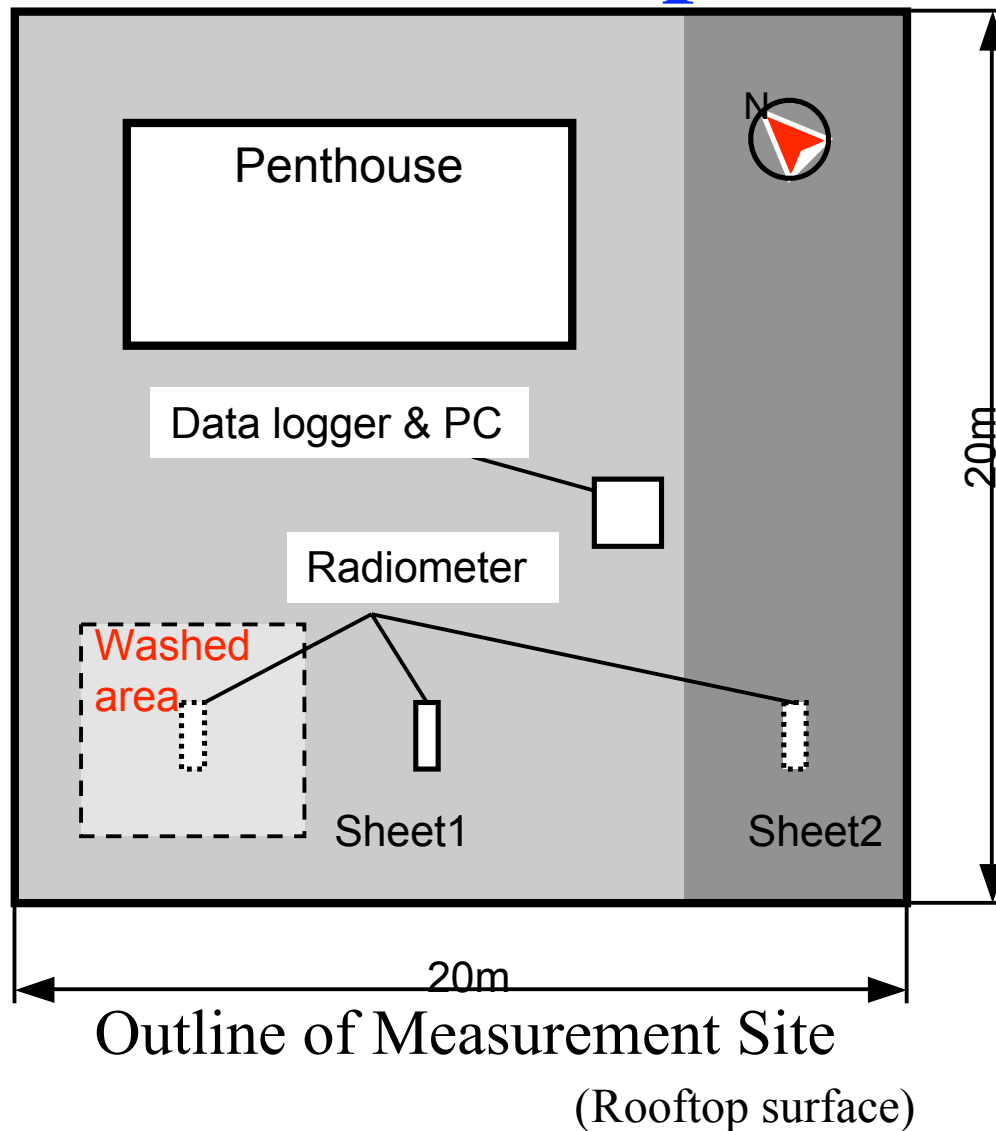 N
Penthouse
Data logger & PC
20m
Radiometer
Washed
area
Sheet1
Sheet2
20m
Outline of Measurement Site
(Rooftop surface)